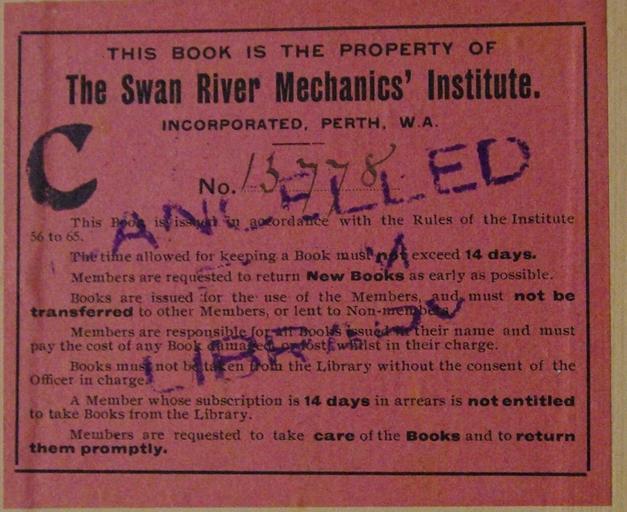 THIS BOOK IS THE PROPERTY OF
The Swan River Mechanics' Institute.
INCORPORATED, PERTH, W.A.
C
No. 13778
CANCELLED
This Book is issued in accordance with the Rules of the Institute
56 to 65.
The time allowed for keeping a Book must not exceed 14 days.
Members are requested to return New Books as early as possible.
Books are issued for the use of the Members, and must not be
transferred to other Members, or lent to Non-members.
Members are responsible for all Books issued in their name and must
pay the cost of any Book damaged or lost whilst in their charge.
LIBRARY
Books must not be taken from the Library without the consent of the
Officer in charge.
A Member whose subscription is 14 days in arrears is not entitled
to take Books from the Library.
Members are requested to take care of the Books and to return
them promptly.